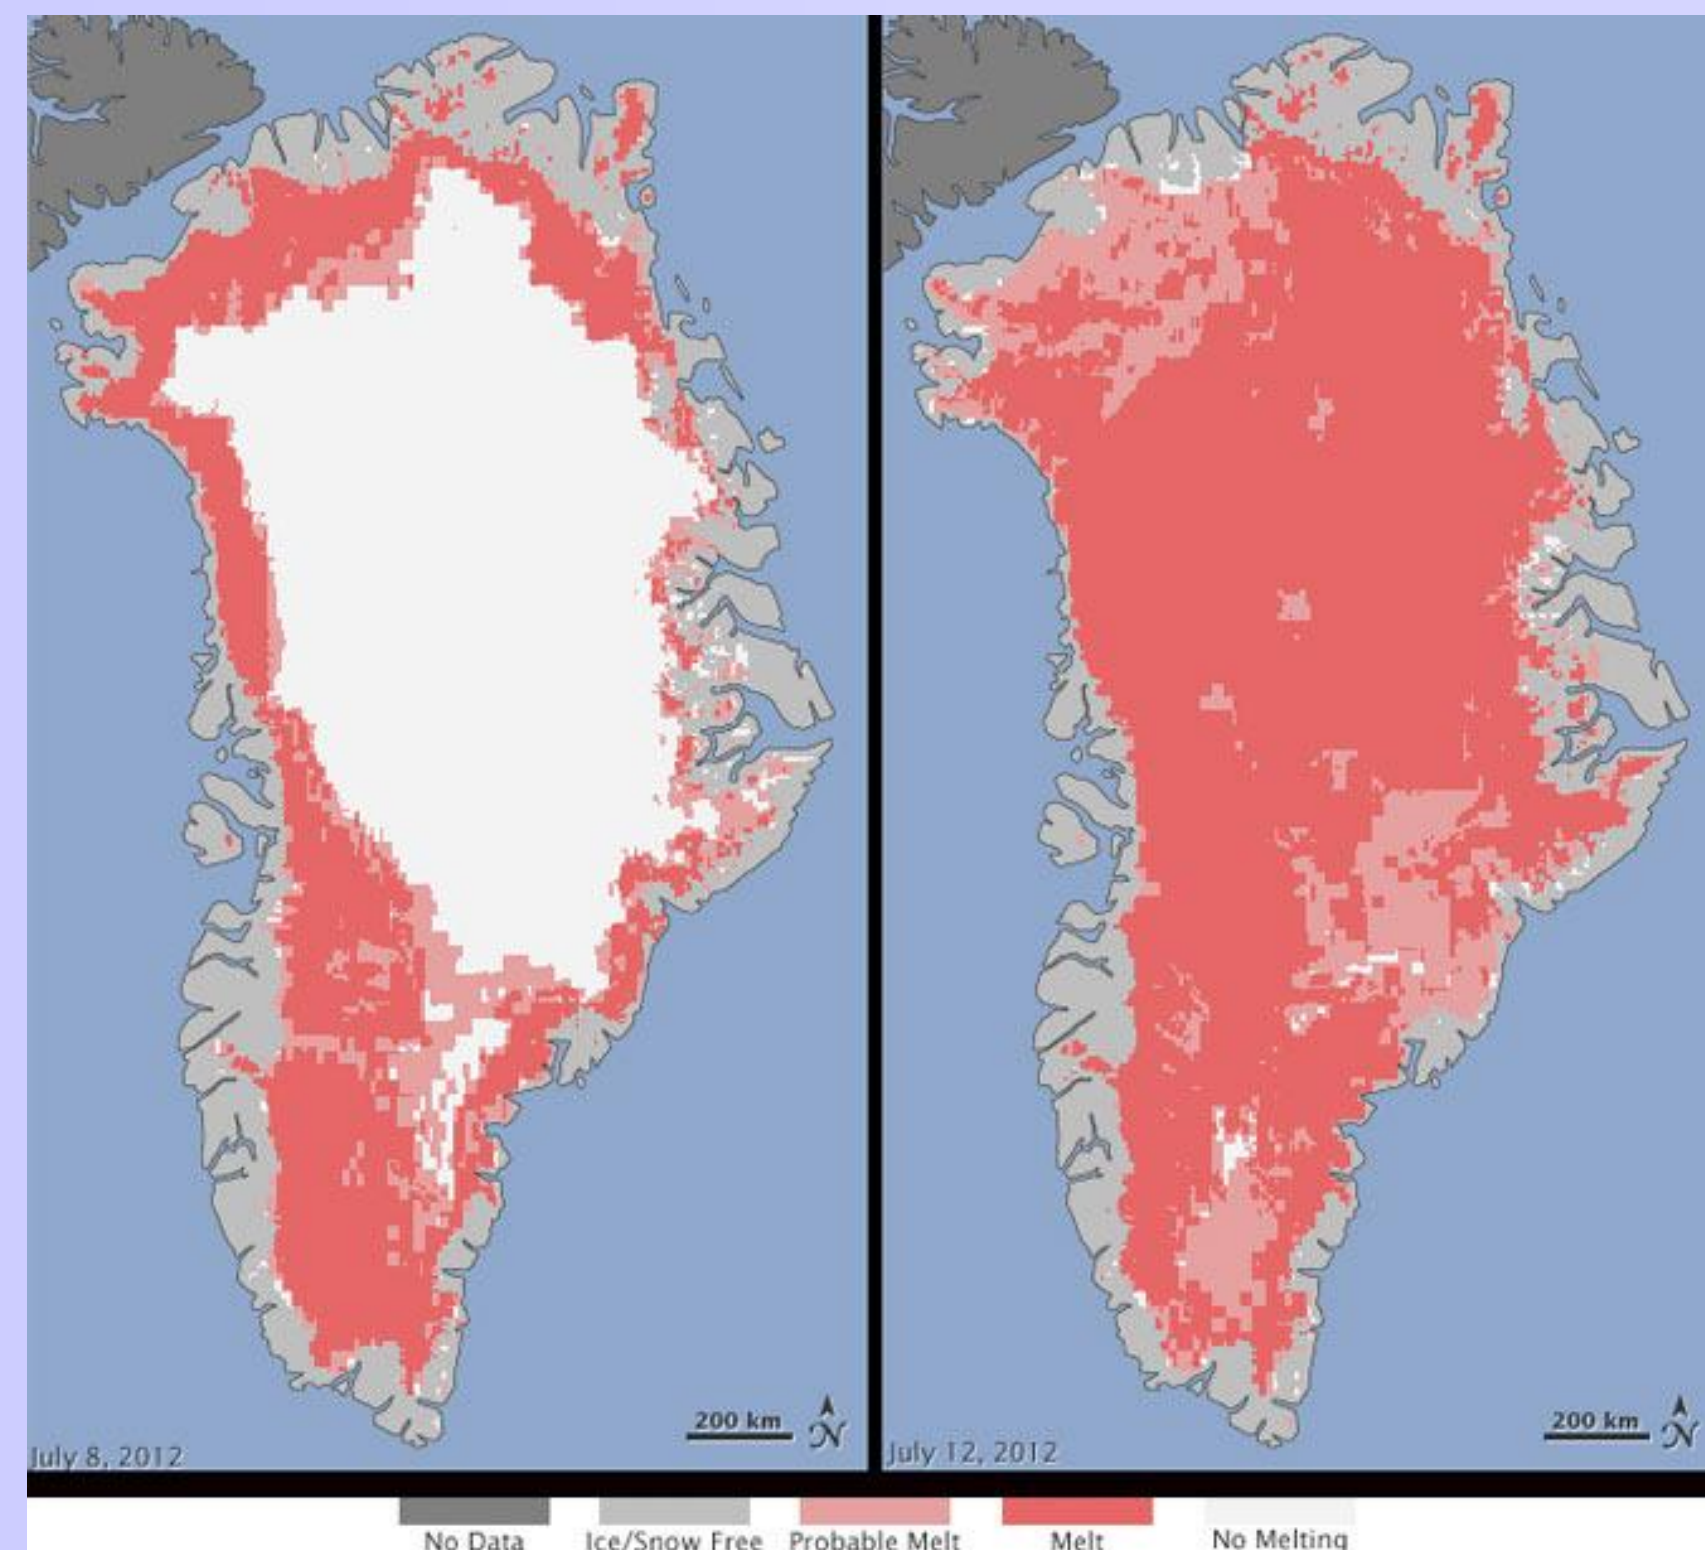 200 km
N
July 8, 2012
200 km
N
July 12, 2012
No Data
Ice/Snow Free
Probable Melt
Melt
No Melting